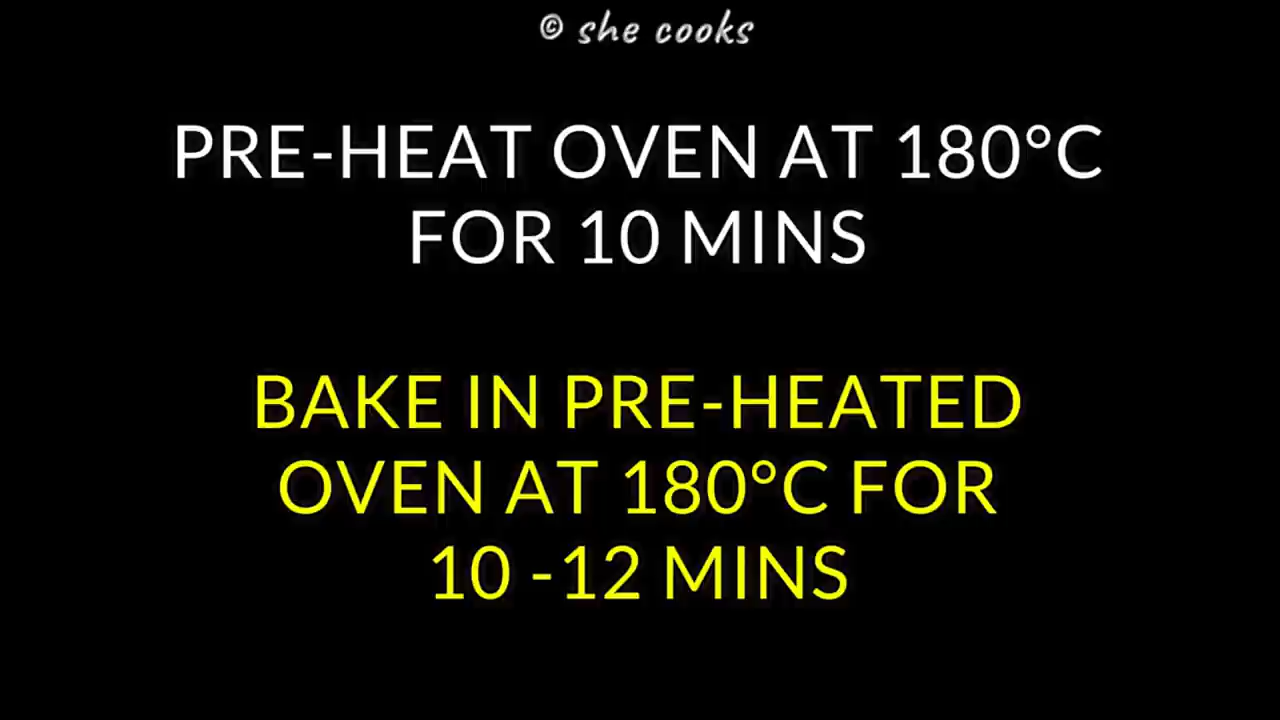 © she cooks
PRE-HEAT OVEN AT 180°C
FOR 10 MINS
BAKE IN PRE-HEATED
OVEN AT 180°C FOR
10 -12 MINS